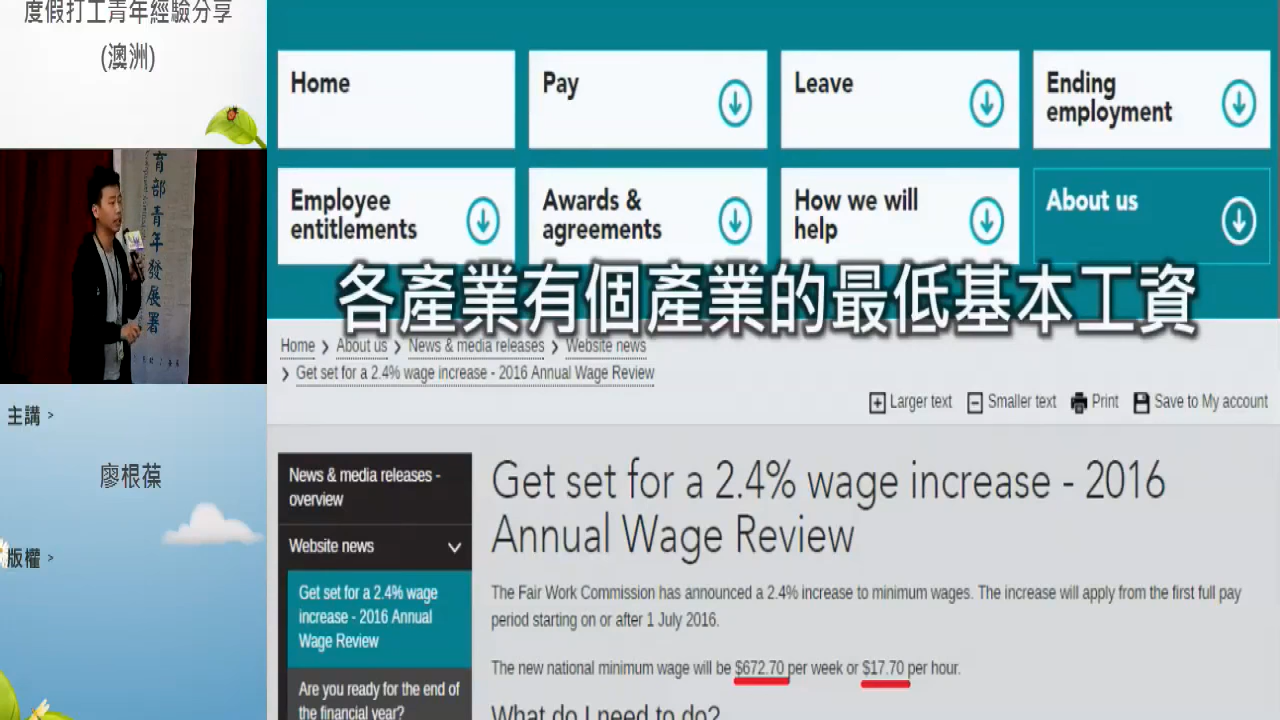 度假打工青年經驗分享
(澳洲)
育部青年發展署
主講 >
廖根葆
版權 >
Home
Pay
Leave
Ending
employment
Employee
entitlements
Awards &
agreements
How we will
help
About us
各產業有個產業的最低基本工資
Home > About us > News & media releases > Website news
> Get set for a 2.4% wage increase - 2016 Annual Wage Review
Larger text Smaller text Print Save to My account
News & media releases -
overview
Website news
Get set for a 2.4% wage
increase - 2016 Annual
Wage Review
Are you ready for the end of
the financial year?
Get set for a 2.4% wage increase - 2016
Annual Wage Review
The Fair Work Commission has announced a 2.4% increase to minimum wages. The increase will apply from the first full pay
period starting on or after 1 July 2016.
The new national minimum wage will be $672.70 per week or $17.70 per hour.
What do I need to do?